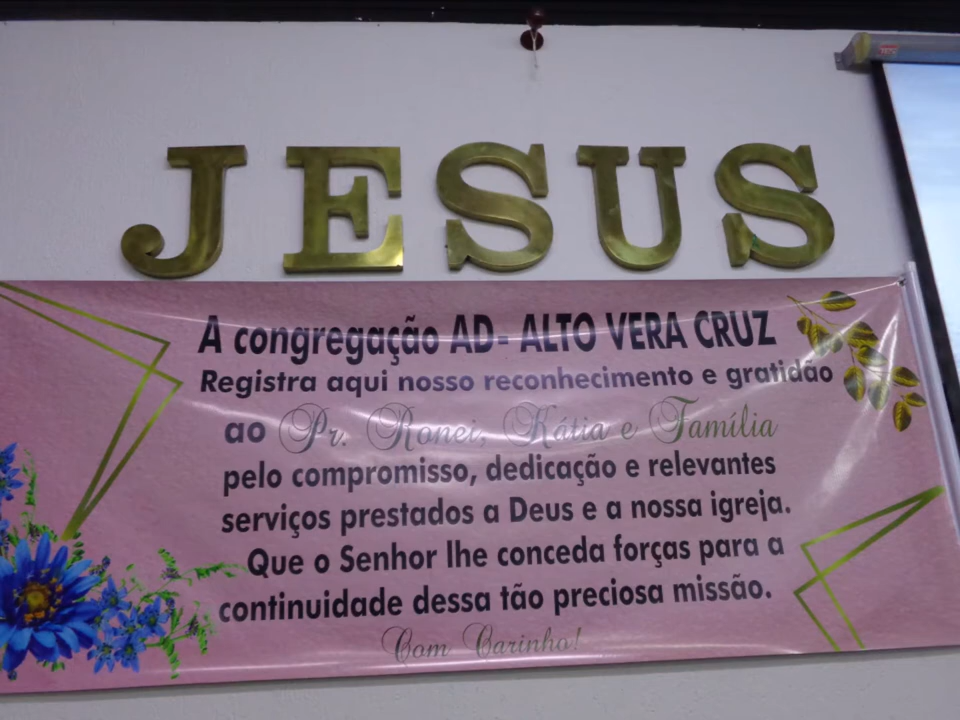 JESUS
A congregação AD- ALTO VERA CRUZ
Registra aqui nosso reconhecimento e gratidão
ao Pr. Ronei, Kátia e Família
pelo compromisso, dedicação e relevantes
serviços prestados a Deus e a nossa igreja.
Que o Senhor lhe conceda forças para a
continuidade dessa tão preciosa missão.
Com Carinho!